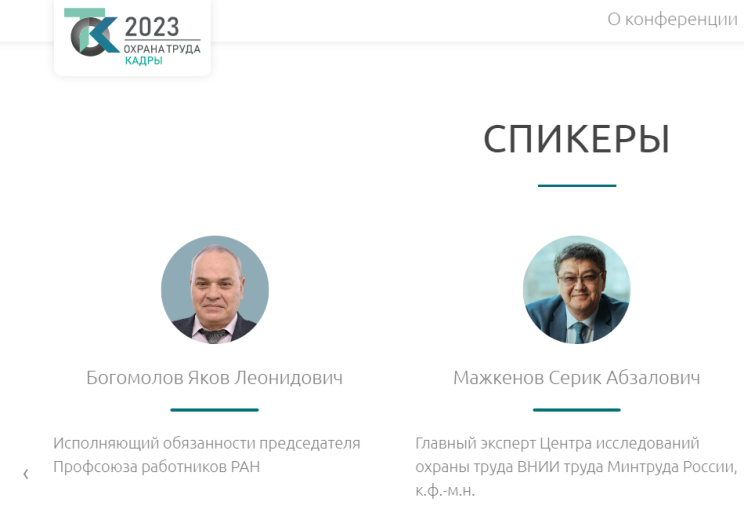 О конференции
ТК 2023
ОХРАНА ТРУДА
КАДРЫ
СПИКЕРЫ
Богомолов Яков Леонидович
Исполняющий обязанности председателя
Профсоюза работников РАН
Мажкенов Серик Абзалович
Главный эксперт Центра исследований
охраны труда ВНИИ труда Минтруда России,
к.ф.-м.н.